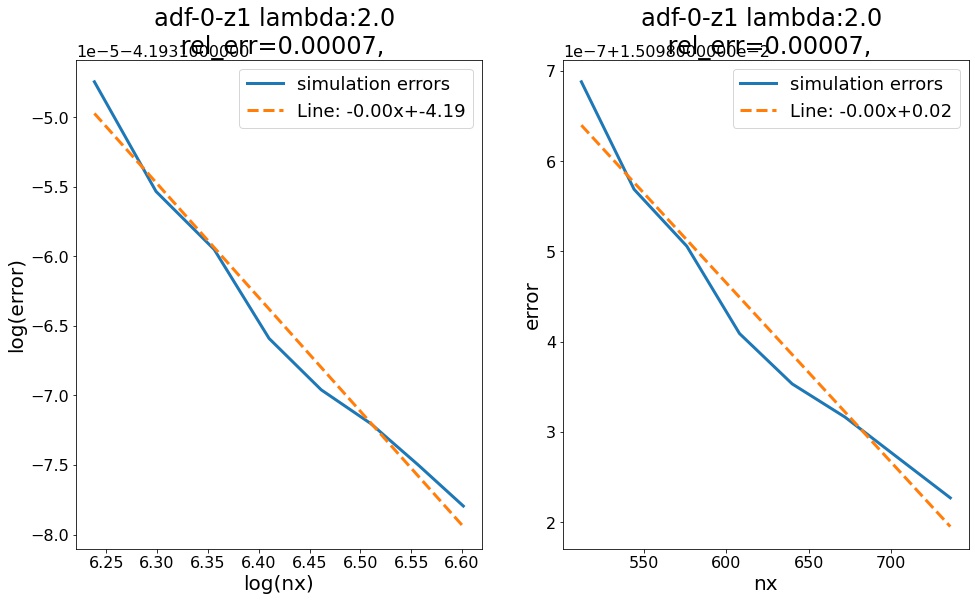 adf-0-z1 lambda:2.0
rel_err=0.00007,
1e−5−4.1931000000
simulation errors
Line: -0.00x+-4.19
−5.0
−5.5
−6.0
−6.5
−7.0
−7.5
−8.0
log(error)
6.25 6.30 6.35 6.40 6.45 6.50 6.55 6.60
log(nx)
adf-0-z1 lambda:2.0
rel_err=0.00007,
1e−7+1.5098000000e−2
simulation errors
Line: -0.00x+0.02
7
6
5
4
3
2
error
550 600 650 700
nx